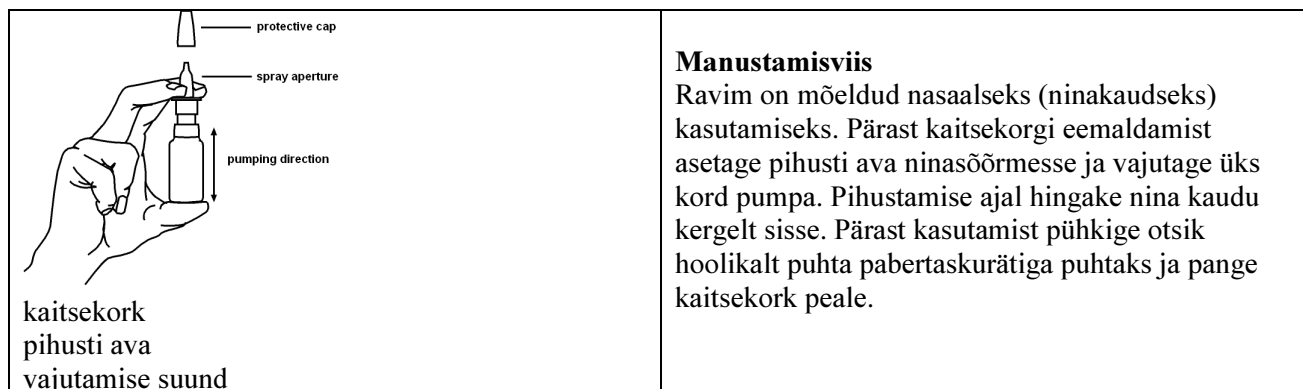 protective cap
spray aperture
pumping direction
kaitsekork
pihusti ava
vajutamise suund
Manustamisviis
Ravim on mõeldud nasaalseks (ninakaudseks)
kasutamiseks. Pärast kaitsekorgi eemaldamist
asetage pihusti ava ninasõõrmesse ja vajutage üks
kord pumpa. Pihustamise ajal hingake nina kaudu
kergelt sisse. Pärast kasutamist pühkige otsik
hoolikalt puhta pabertaskurätiga puhtaks ja pange
kaitsekork peale.